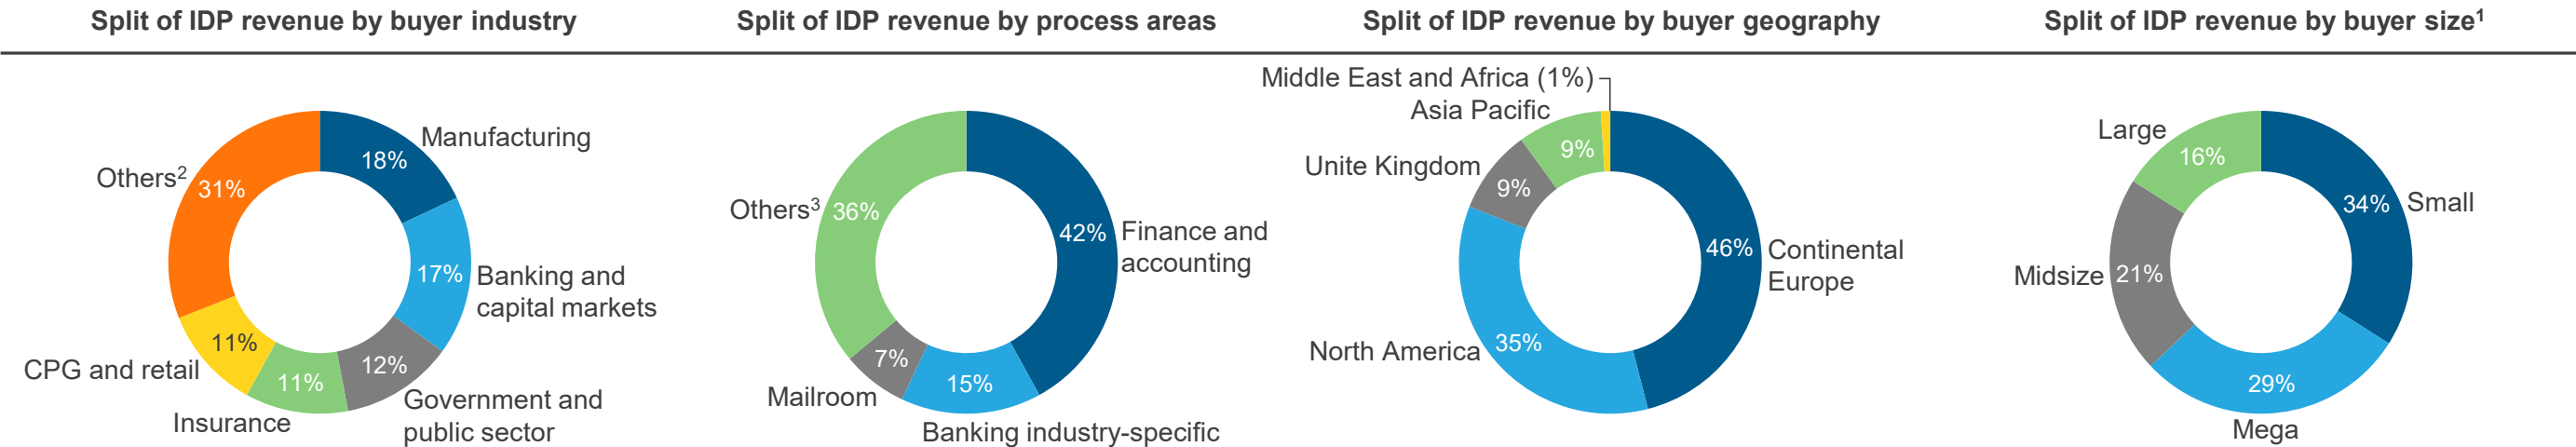 Split of IDP revenue by buyer industry
Manufacturing
18%
Others²
31%
17%
Banking and
capital markets
11%
12%
CPG and retail
11%
Government and
public sector
Insurance
Split of IDP revenue by process areas
Others³
36%
42%
Finance and
accounting
7%
15%
Mailroom
Banking industry-specific
Split of IDP revenue by buyer geography
Middle East and Africa (1%)
Asia Pacific
9%
Unite Kingdom
9%
46%
Continental
Europe
North America
35%
Split of IDP revenue by buyer size¹
Large
16%
34%
Small
Midsize
21%
29%
Mega